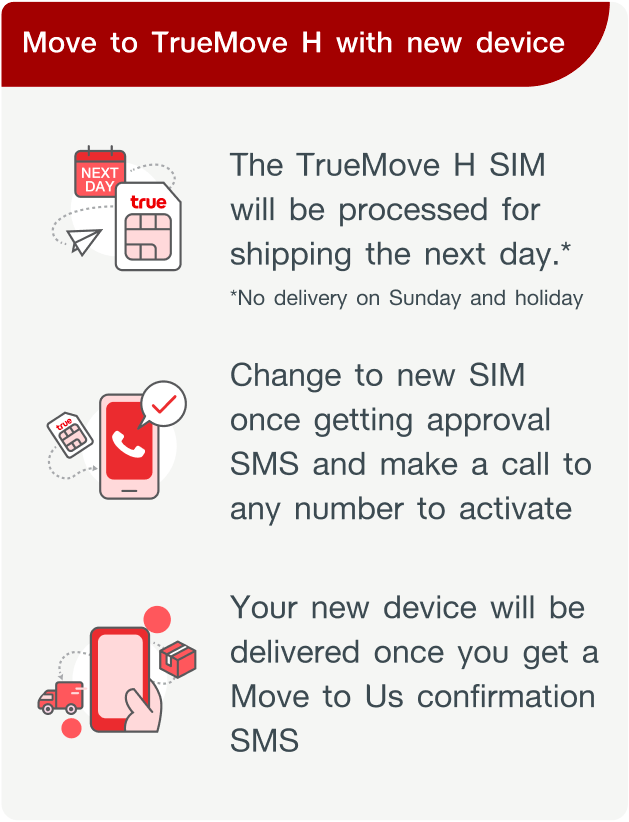 Move to TrueMove H with new device
NEXT
DAY
true
The TrueMove H SIM
will be processed for
shipping the next day.*
*No delivery on Sunday and holiday
true
Change to new SIM
once getting approval
SMS and make a call to
any number to activate
Your new device will be
delivered once you get a
Move to Us confirmation
SMS